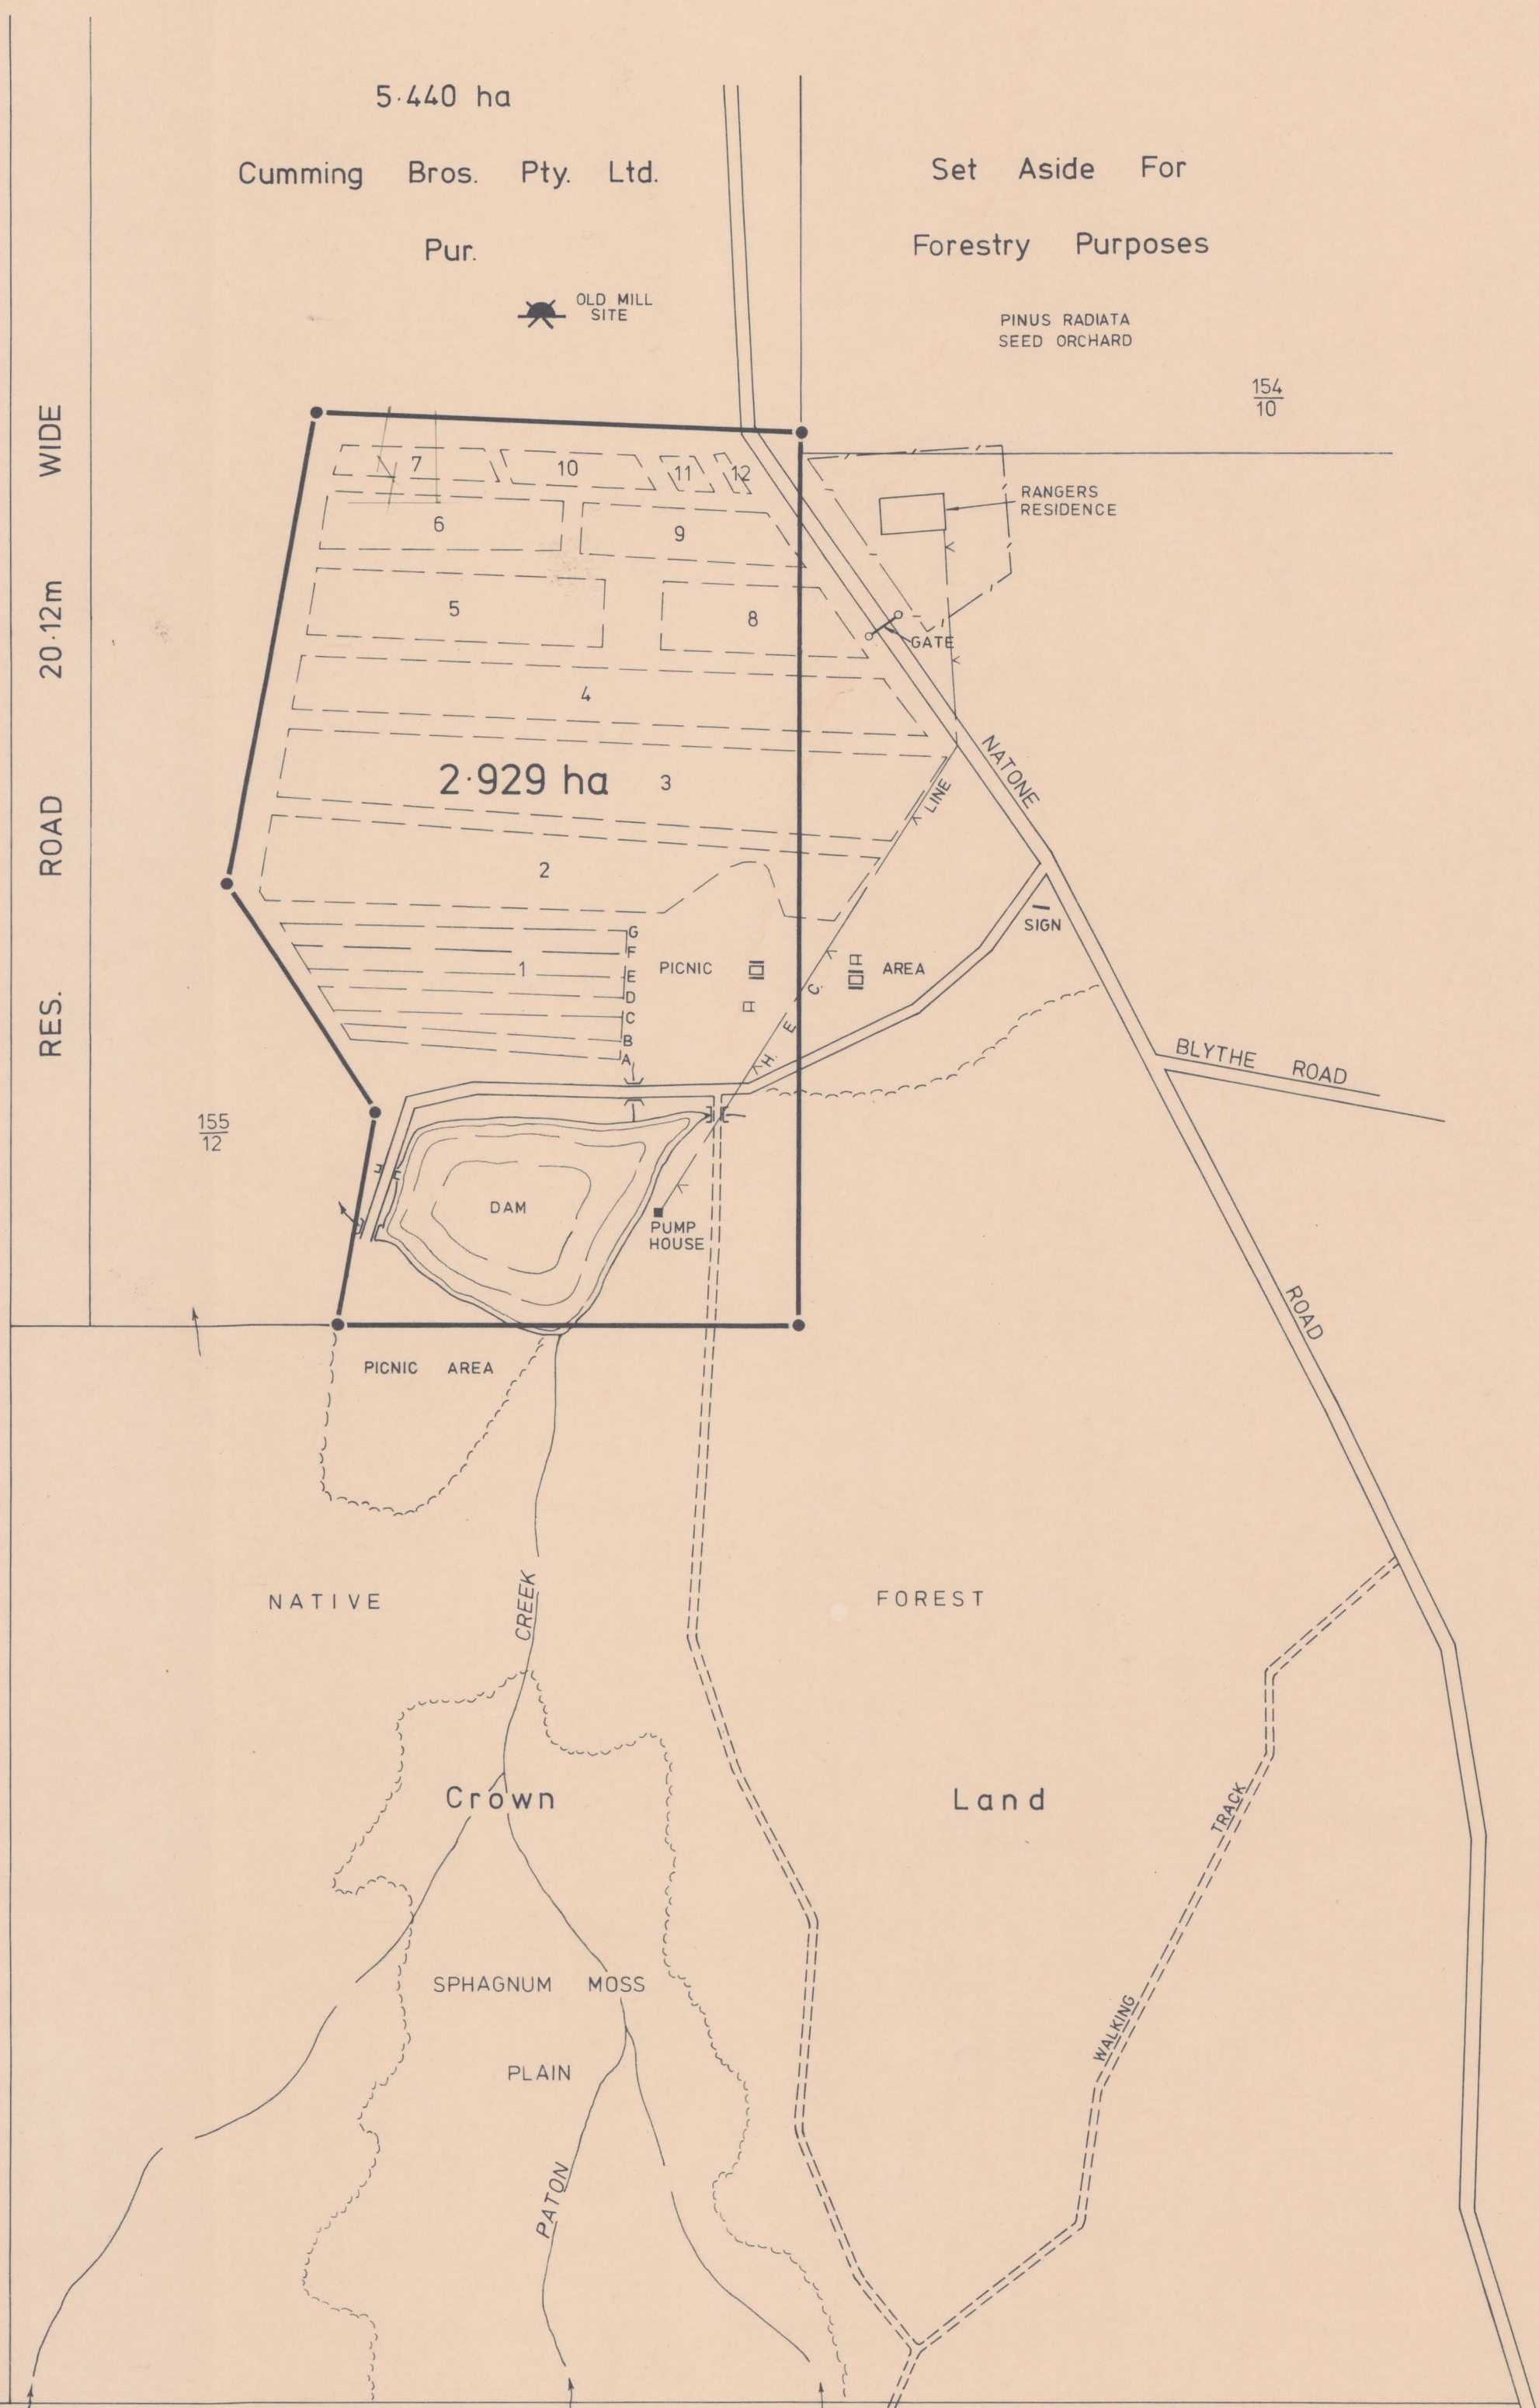 5·440 ha
Cumming Bros. Pty. Ltd.
Pur.
OLD MILL
SITE
Set Aside For
Forestry Purposes
PINUS RADIATA
SEED ORCHARD
154
10
RES. ROAD 20·12m WIDE
7
10
11
12
RANGERS
RESIDENCE
6
9
5
8
GATE
4
NATONE ROAD
2·929 ha
3
H. E. C. LINE
2
SIGN
G
F
1
E
D
C
B
A
PICNIC AREA
BLYTHE ROAD
155
12
DAM
PUMP
HOUSE
PICNIC AREA
NATIVE FOREST
Crown Land
SPHAGNUM MOSS
PLAIN
PATON CREEK
WALKING TRACK